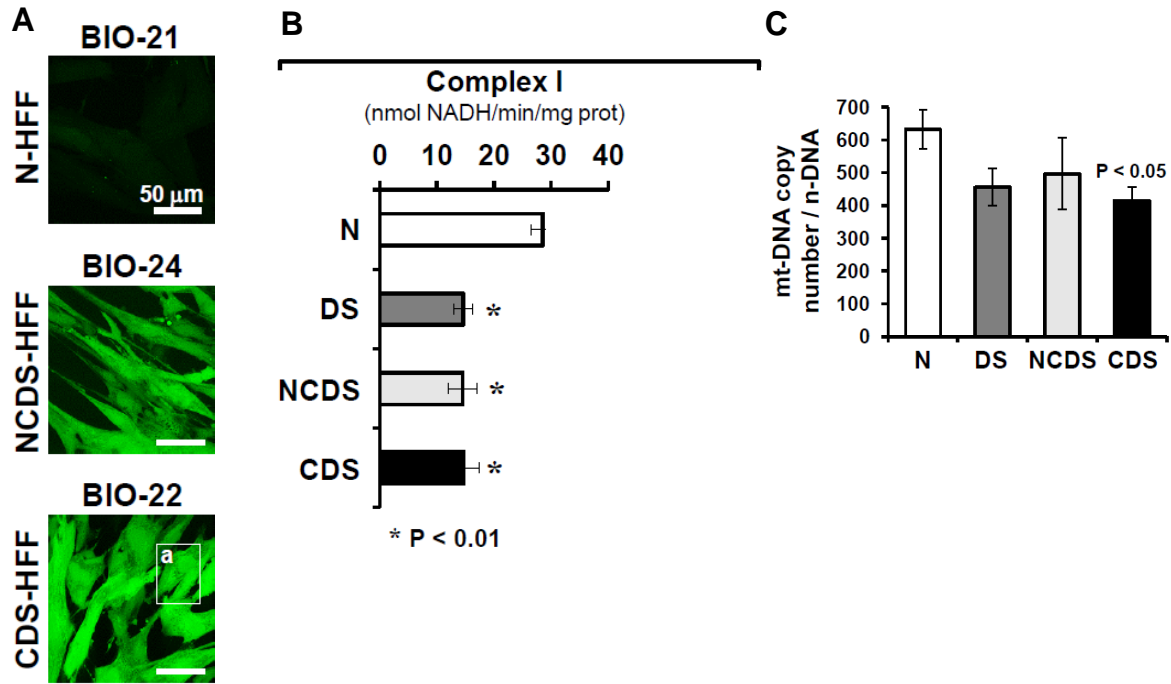 A
BIO-21
N-HFF
50 μm
BIO-24
NCDS-HFF
BIO-22
CDS-HFF
a
B
Complex I
(nmol NADH/min/mg prot)
0 10 20 30 40
N
DS *
NCDS *
CDS *
* P < 0.01
C
mt-DNA copy
number / n-DNA
700
600
500
400
300
200
100
0
P < 0.05
N DS NCDS CDS